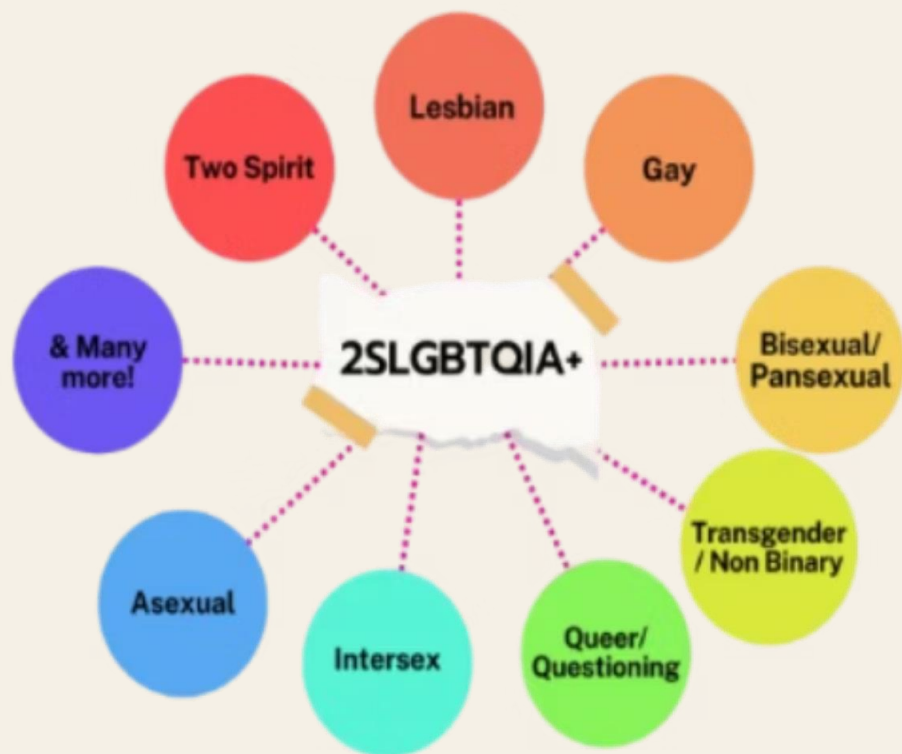 Lesbian
Two Spirit
Gay
& Many
more!
2SLGBTQIA+
Bisexual/
Pansexual
Transgender
/ Non Binary
Asexual
Intersex
Queer/
Questioning